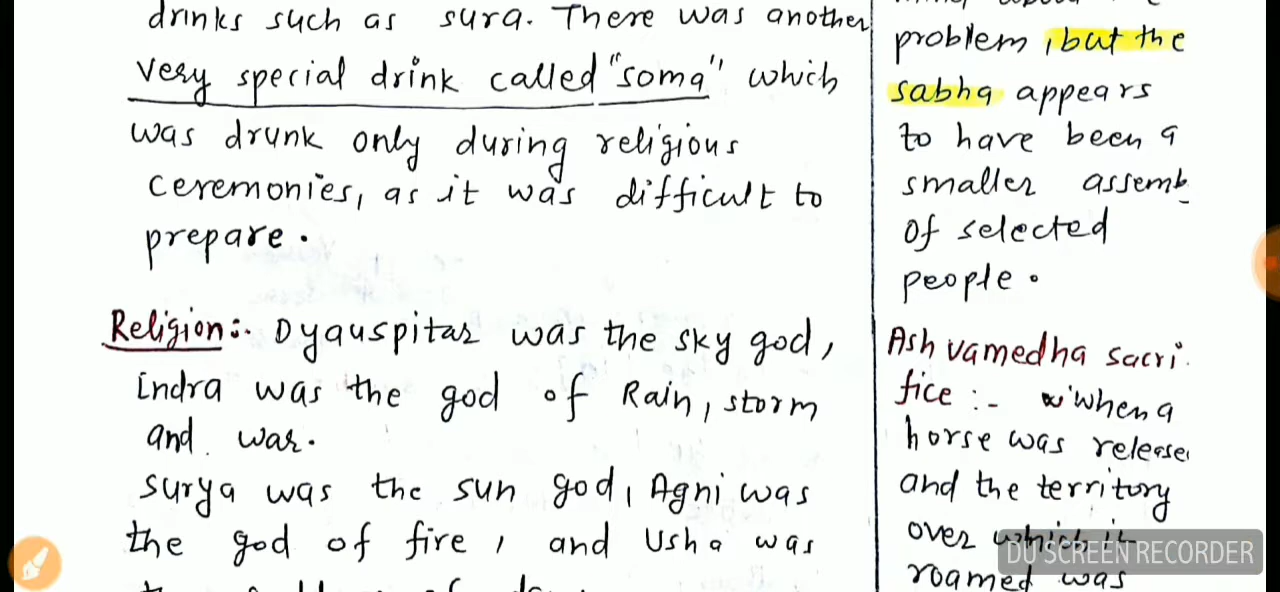 drinks such as sura. There was another
very special drink called "soma" which
was drunk only during religious
ceremonies, as it was difficult to
prepare.
Religion:- Dyauspitar was the sky god,
Indra was the god of Rain, storm
and war.
Surya was the sun god, Agni was
the god of fire, and Usha was
problem, but the
sabha appears
to have been a
smaller assemb
of selected
people.
Ashvamedha sacri
fice :- when a
horse was release
and the territory
over which it
roamed was
DU SCREEN RECORDER